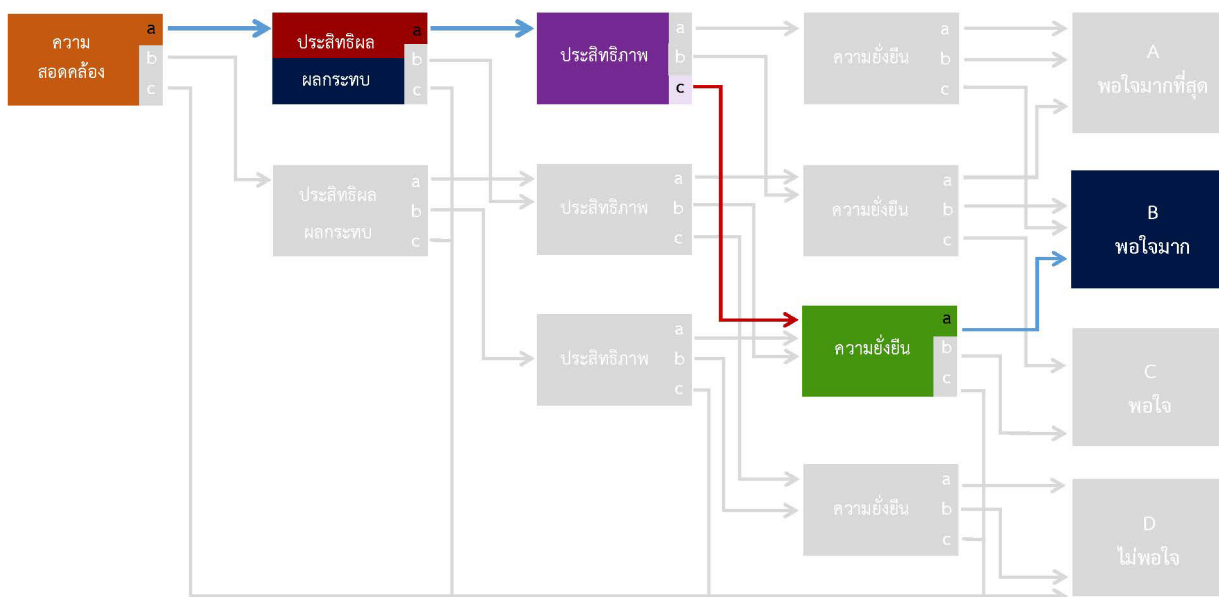 ความ
สอดคล้อง
a
b
c
ประสิทธิผล
ผลกระทบ
a
b
c
ประสิทธิภาพ
a
b
c
ความยั่งยืน
a
b
c
A
พอใจมากที่สุด
ประสิทธิผล
ผลกระทบ
a
b
c
ประสิทธิภาพ
a
b
c
ความยั่งยืน
a
b
c
B
พอใจมาก
ประสิทธิภาพ
a
b
c
ความยั่งยืน
a
b
c
C
พอใจ
ความยั่งยืน
a
b
c
D
ไม่พอใจ